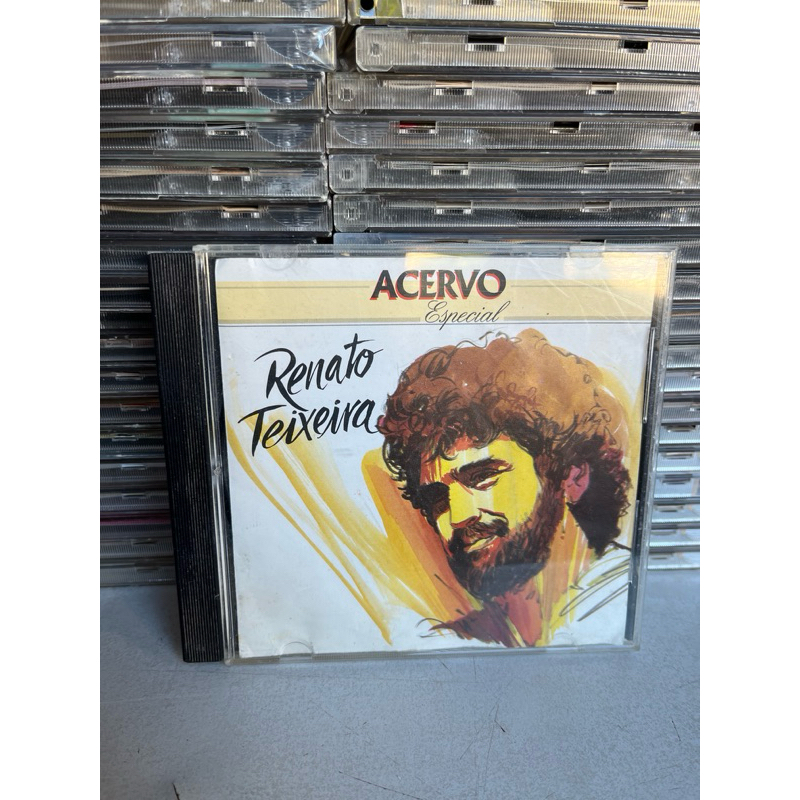 ACERVO
Especial
Renato
Teixeira